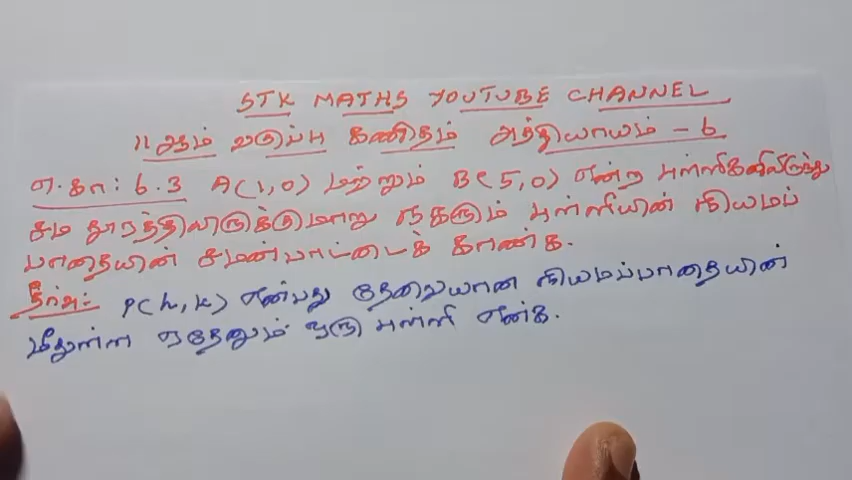 STK MATHS YOUTUBE CHANNEL
11 ஆம் வகுப்பு கணிதம் அத்தியாயம் - 6
எ.கா: 6.3 A(1,0) மற்றும் B(5,0) என்ற புள்ளிகளிலிருந்து
சம தூரத்திலிருக்குமாறு நகரும் புள்ளியின் நியமப்
பாதையின் சமன்பாட்டைக் காண்க.
தீர்வு: P(h,k) என்பது தேவையான நியமப்பாதையின்
மீதுள்ள ஏதேனும் ஒரு புள்ளி என்க.